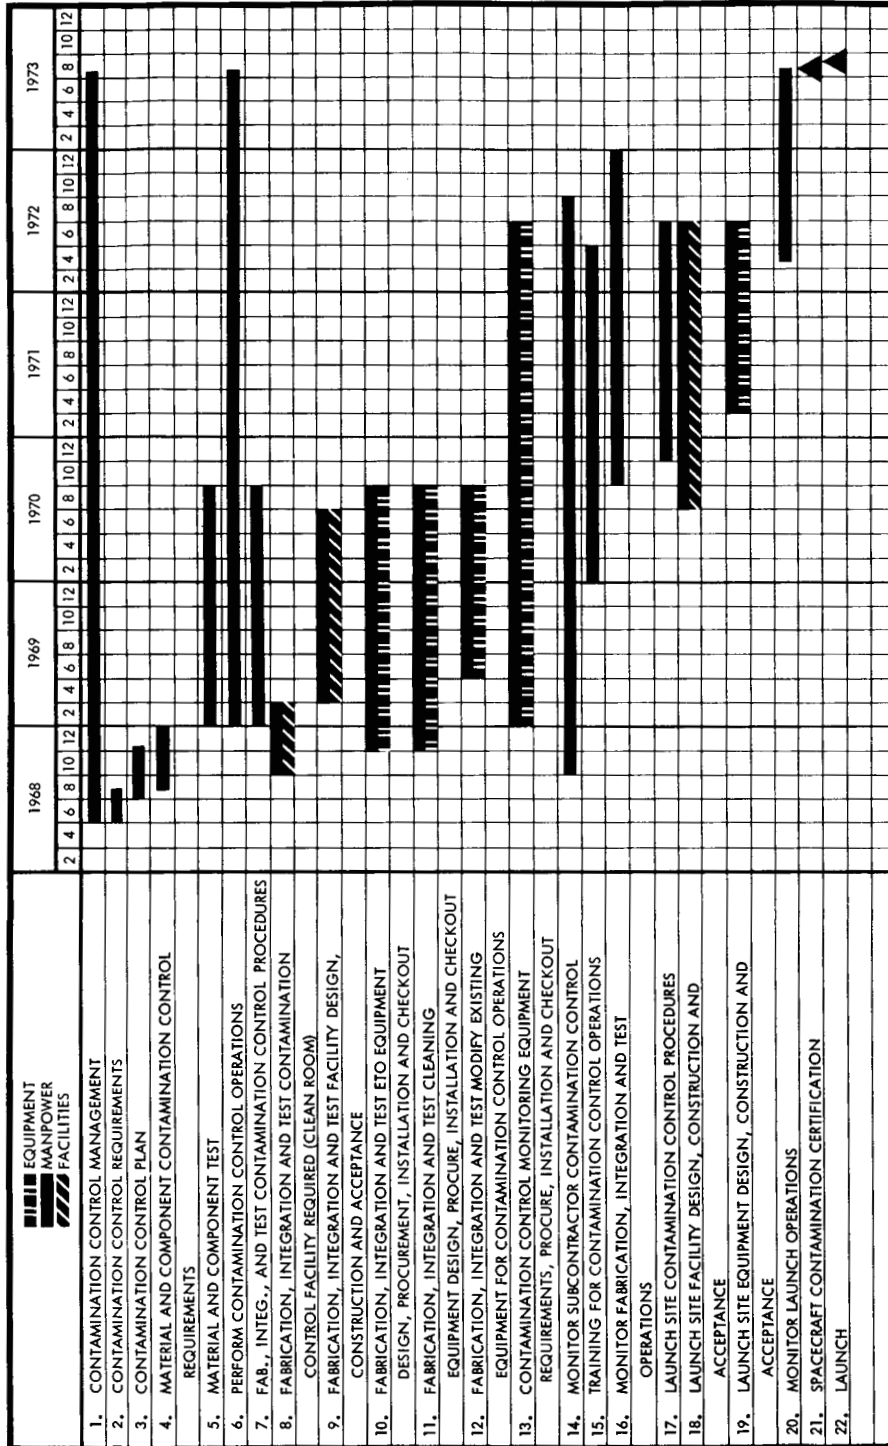 EQUIPMENT
MANPOWER
FACILITIES
1968 1969 1970 1971 1972 1973
2 4 6 8 10 12 2 4 6 8 10 12 2 4 6 8 10 12 2 4 6 8 10 12 2 4 6 8 10 12 2 4 6 8 10 12
1. CONTAMINATION CONTROL MANAGEMENT
2. CONTAMINATION CONTROL REQUIREMENTS
3. CONTAMINATION CONTROL PLAN
4. MATERIAL AND COMPONENT CONTAMINATION CONTROL
REQUIREMENTS
5. MATERIAL AND COMPONENT TEST
6. PERFORM CONTAMINATION CONTROL OPERATIONS
7. FAB., INTEG., AND TEST CONTAMINATION CONTROL PROCEDURES
8. FABRICATION, INTEGRATION AND TEST CONTAMINATION
CONTROL FACILITY REQUIRED (CLEAN ROOM)
9. FABRICATION, INTEGRATION AND TEST FACILITY DESIGN,
CONSTRUCTION AND ACCEPTANCE
10. FABRICATION, INTEGRATION AND TEST ETO EQUIPMENT
DESIGN, PROCUREMENT, INSTALLATION AND CHECKOUT
11. FABRICATION, INTEGRATION AND TEST CLEANING
EQUIPMENT DESIGN, PROCURE, INSTALLATION AND CHECKOUT
12. FABRICATION, INTEGRATION AND TEST MODIFY EXISTING
EQUIPMENT FOR CONTAMINATION CONTROL OPERATIONS
13. CONTAMINATION CONTROL MONITORING EQUIPMENT
REQUIREMENTS, PROCURE, INSTALLATION AND CHECKOUT
14. MONITOR SUBCONTRACTOR CONTAMINATION CONTROL
15. TRAINING FOR CONTAMINATION CONTROL OPERATIONS
16. MONITOR FABRICATION, INTEGRATION AND TEST
OPERATIONS
17. LAUNCH SITE CONTAMINATION CONTROL PROCEDURES
18. LAUNCH SITE FACILITY DESIGN, CONSTRUCTION AND
ACCEPTANCE
19. LAUNCH SITE EQUIPMENT DESIGN, CONSTRUCTION AND
ACCEPTANCE
20. MONITOR LAUNCH OPERATIONS
21. SPACECRAFT CONTAMINATION CERTIFICATION
22. LAUNCH